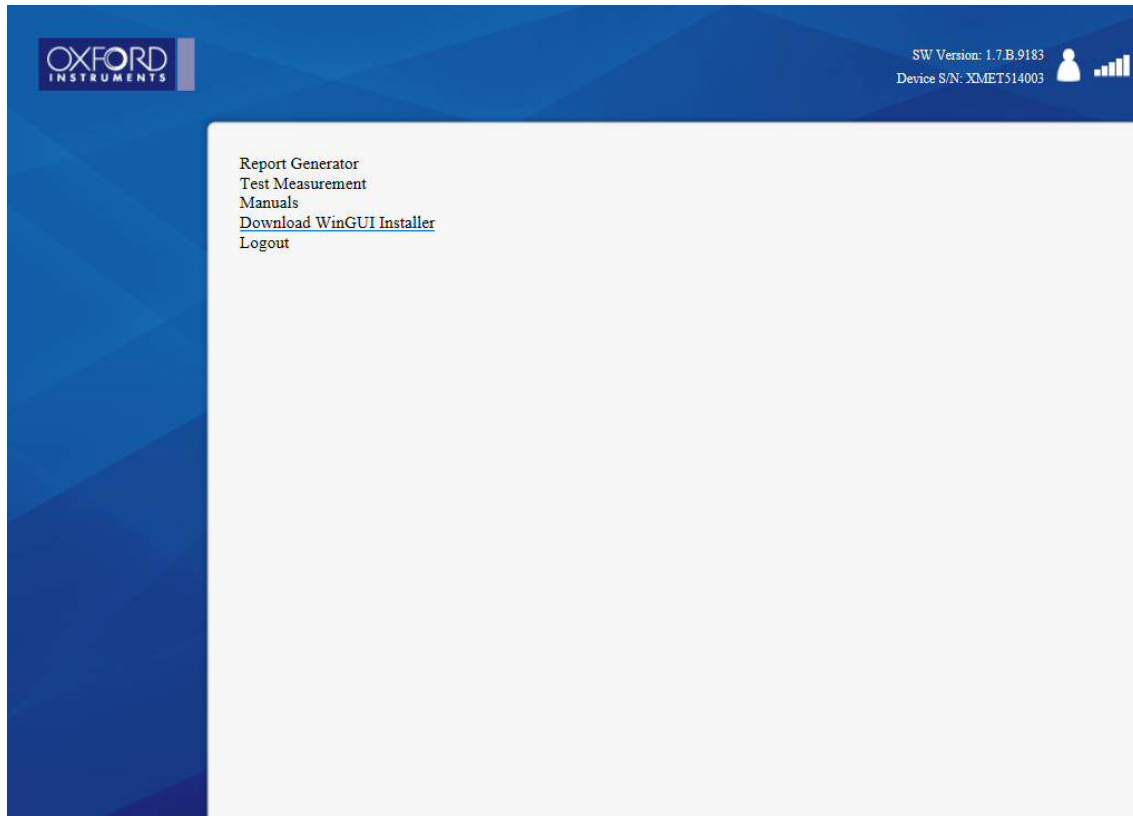 OXFORD
INSTRUMENTS
SW Version: 1.7.B.9183
Device S/N: XMET514003
Report Generator
Test Measurement
Manuals
Download WinGUI Installer
Logout